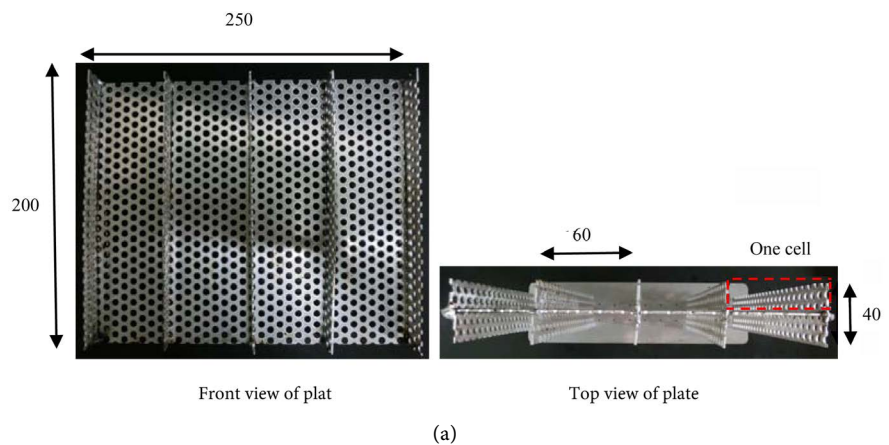 250
200
60
One cell
40
Front view of plat
Top view of plate
(a)